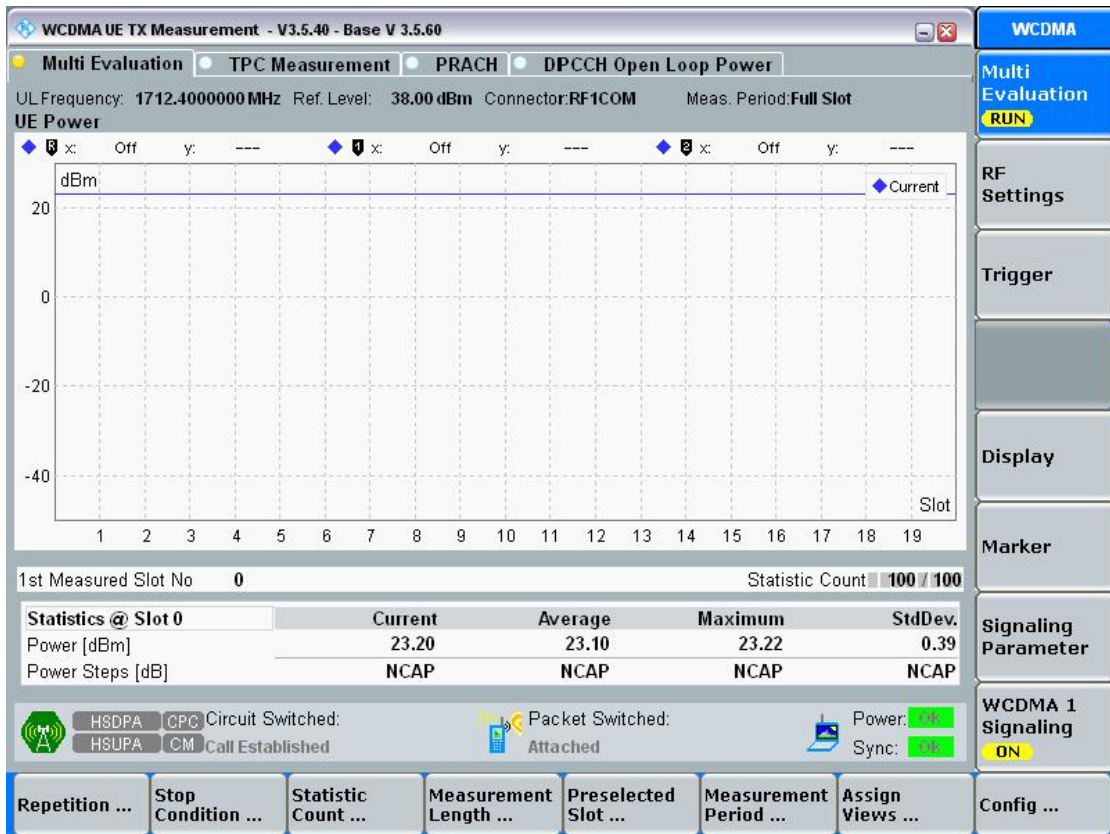 WCDMA UE TX Measurement - V3.5.40 - Base V 3.5.60
WCDMA
Multi Evaluation TPC Measurement PRACH DPCCH Open Loop Power
Multi Evaluation RUN
UL Frequency: 1712.4000000 MHz Ref. Level: 38.00 dBm Connector:RF1COM Meas. Period:Full Slot
UE Power
R x: Off y: --- 1 x: Off y: --- 2 x: Off y: ---
dBm
Current
20
0
-20
-40
Slot
1 2 3 4 5 6 7 8 9 10 11 12 13 14 15 16 17 18 19
RF Settings
Trigger
Display
Marker
1st Measured Slot No 0 Statistic Count 100 / 100
Statistics @ Slot 0 Current Average Maximum StdDev.
Power [dBm] 23.20 23.10 23.22 0.39
Power Steps [dB] NCAP NCAP NCAP NCAP
Signaling Parameter
HSDPA CPC Circuit Switched: Packet Switched: Power: OK
HSUPA CM Call Established Attached Sync: OK
WCDMA 1 Signaling ON
Repetition ... Stop Condition ... Statistic Count ... Measurement Length ... Preselected Slot ... Measurement Period ... Assign Views ... Config ...